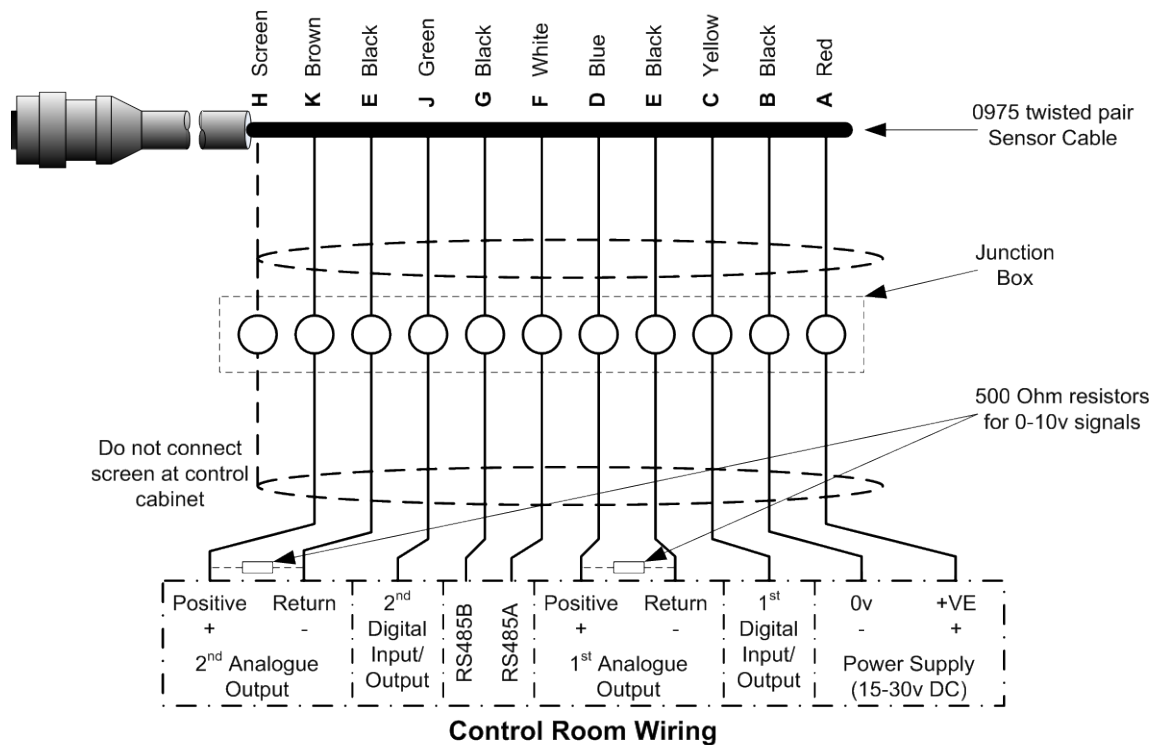 H Screen
K Brown
E Black
J Green
G Black
F White
D Blue
E Black
C Yellow
B Black
A Red
0975 twisted pair
Sensor Cable
Junction
Box
500 Ohm resistors
for 0-10v signals
Do not connect
screen at control
cabinet
Positive Return
+ -
2nd Analogue
Output
2nd
Digital
Input/
Output
RS485B
RS485A
Positive Return
+ -
1st Analogue
Output
1st
Digital
Input/
Output
0v +VE
- +
Power Supply
(15-30v DC)
Control Room Wiring